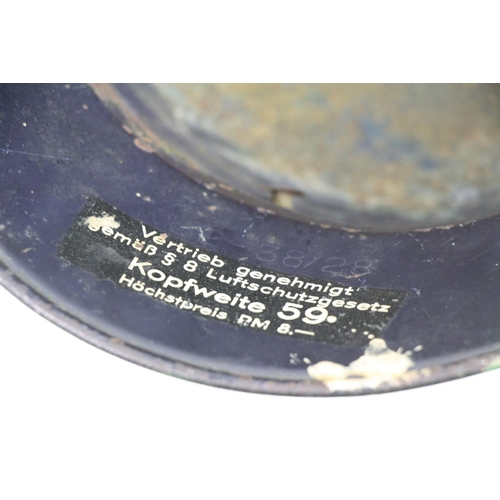 Vertrieb genehmigt
gemäß § 8 Luftschutzgesetz
Kopfweite 59
Höchstpreis RM 8.—